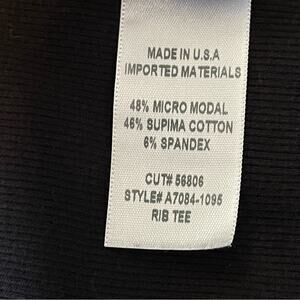 MADE IN U.S.A
IMPORTED MATERIALS
48% MICRO MODAL
46% SUPIMA COTTON
6% SPANDEX
CUT# 56806
STYLE# A7084-1095
RIB TEE